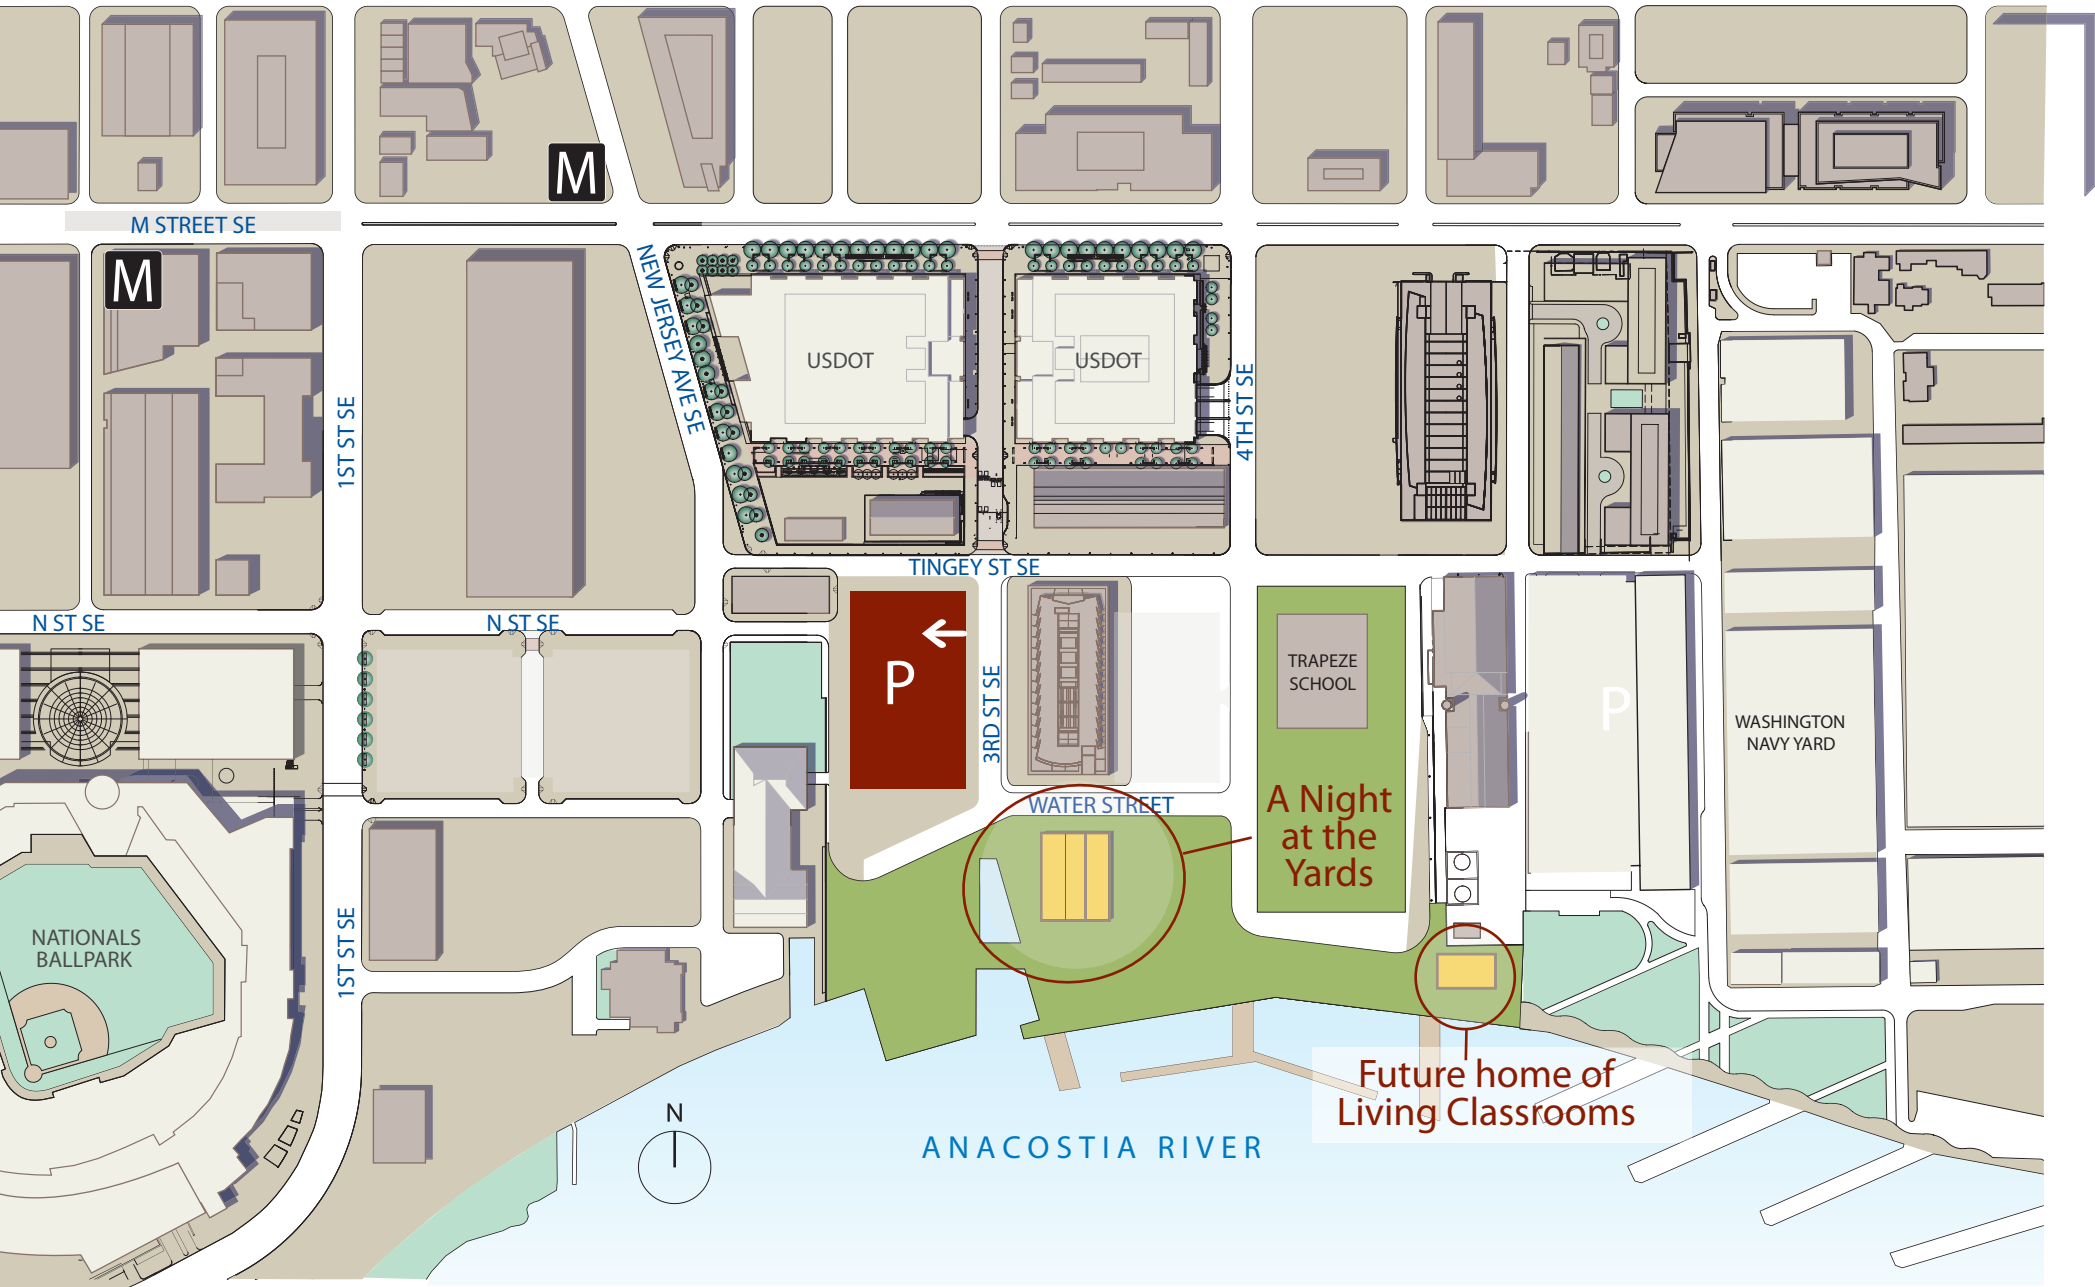 M
M STREET SE
M
NEW JERSEY AVE SE
USDOT
USDOT
4TH ST SE
1ST ST SE
TINGEY ST SE
N ST SE
N ST SE
P
3RD ST SE
TRAPEZE
SCHOOL
P
WASHINGTON
NAVY YARD
WATER STREET
A Night
at the
Yards
NATIONALS
BALLPARK
1ST ST SE
Future home of
Living Classrooms
N
ANACOSTIA RIVER